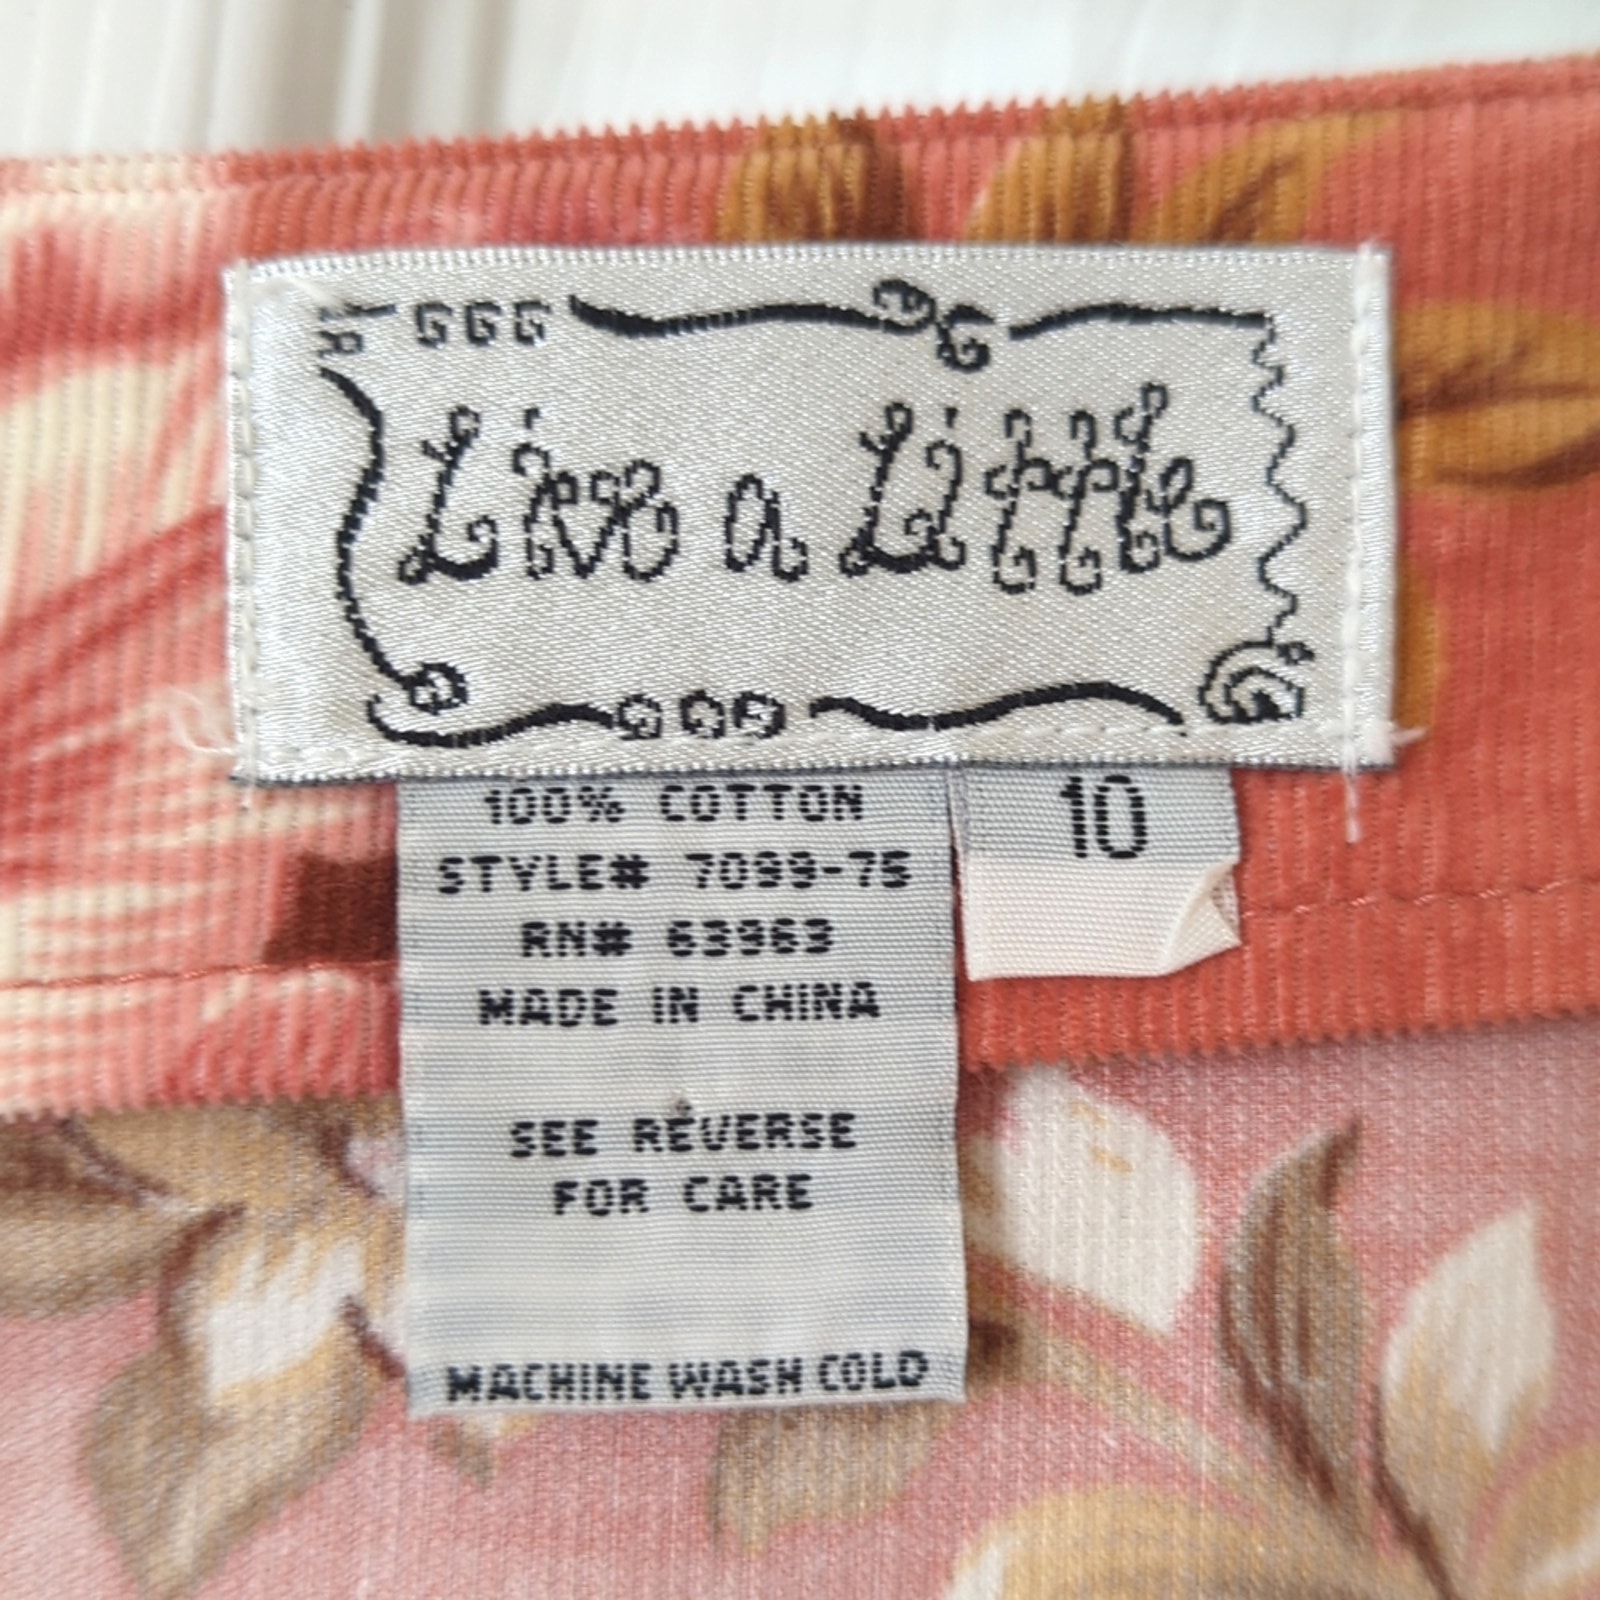 Live a Little
100% COTTON
10
STYLE# 7099-75
RN# 63963
MADE IN CHINA
SEE REVERSE
FOR CARE
MACHINE WASH COLD